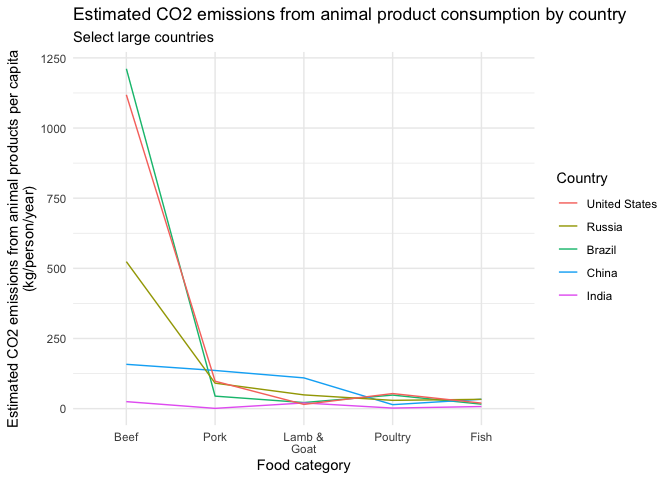 Estimated CO2 emissions from animal product consumption by country
Select large countries
Estimated CO2 emissions from animal products per capita
(kg/person/year)
1250
1000
750
500
250
0
Beef
Pork
Lamb &
Goat
Poultry
Fish
Food category
Country
United States
Russia
Brazil
China
India